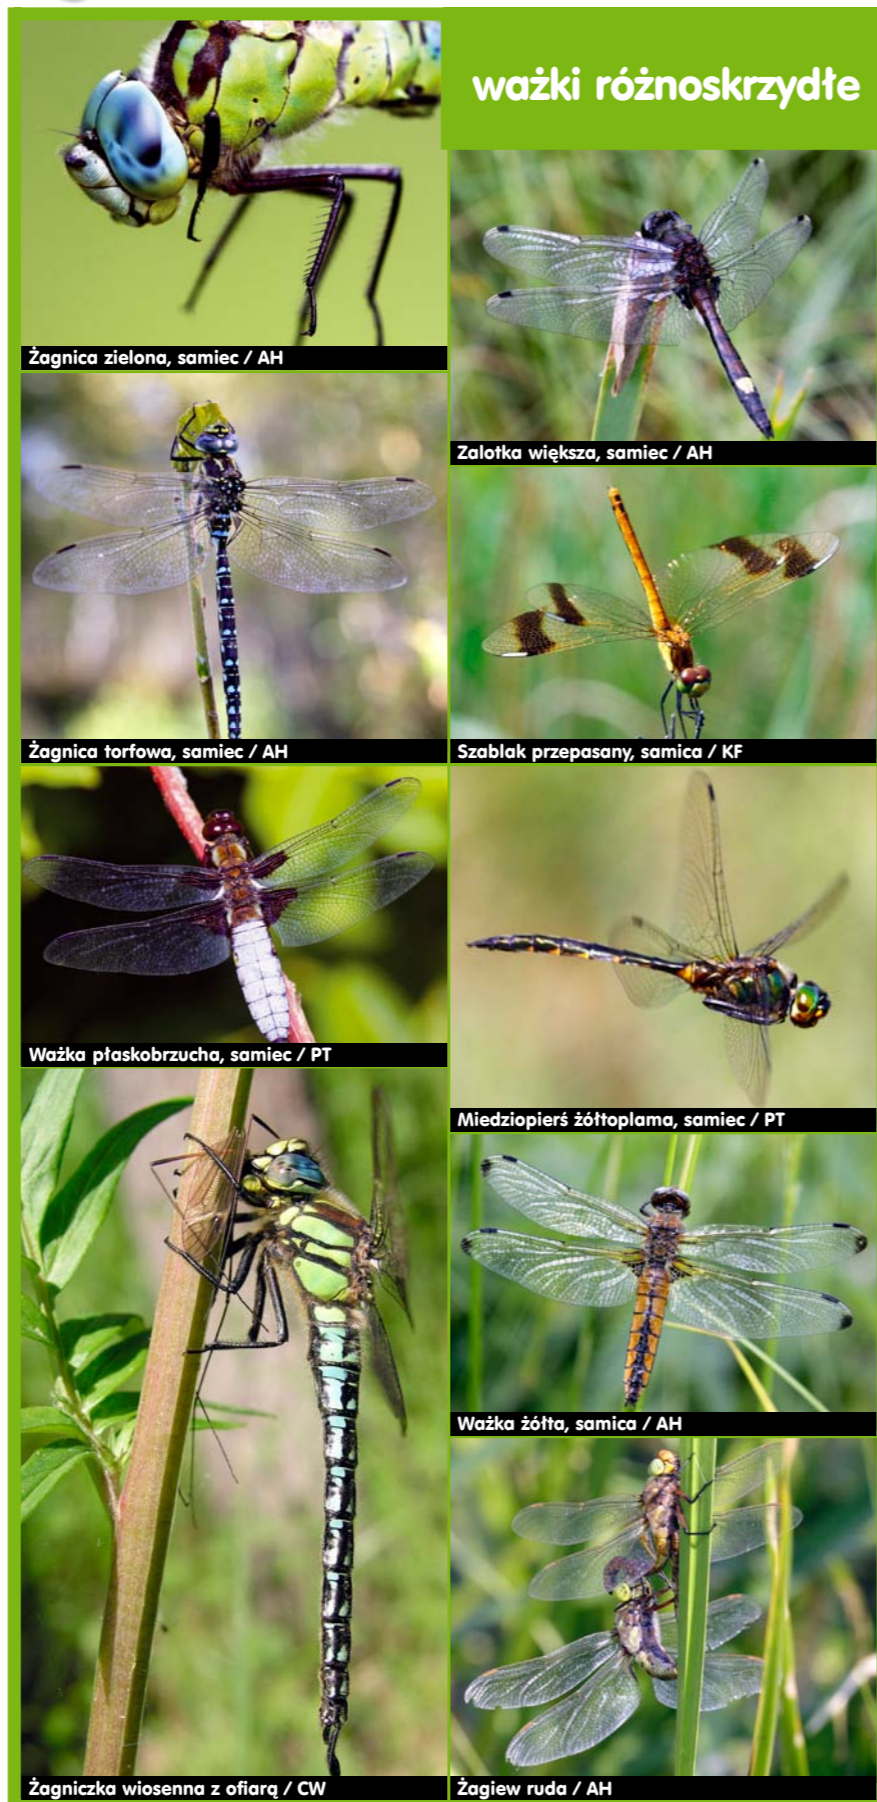 ważki różnoskrzydłe
Żagnica zielona, samiec / AH
Zalotka większa, samiec / AH
Żagnica torfowa, samiec / AH
Szablak przepasany, samica / KF
Ważka płaskobrzucha, samiec / PT
Miedziopierś żółtoplama, samiec / PT
Ważka żółta, samica / AH
Żagniczka wiosenna z ofiarą / CW
Żagiew ruda / AH